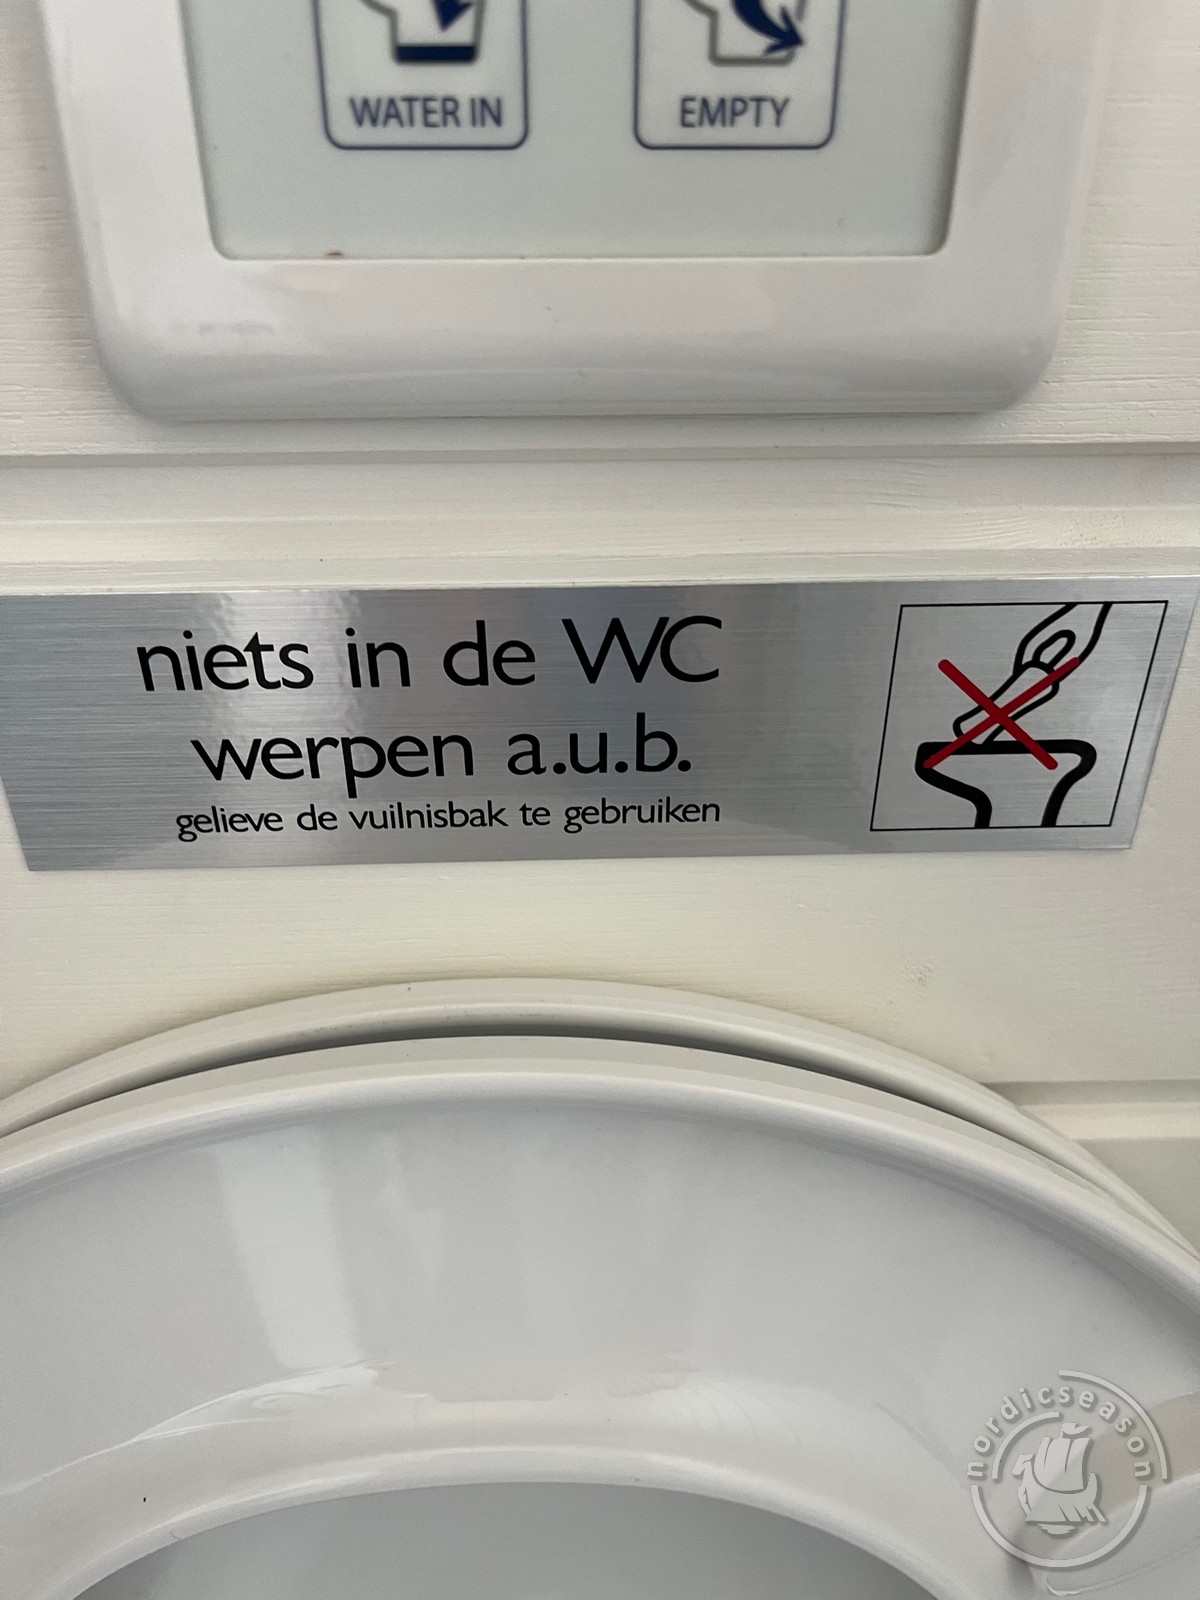 WATER IN
EMPTY
niets in de WC
werpen a.u.b.
gelieve de vuilnisbak te gebruiken
nordicseason